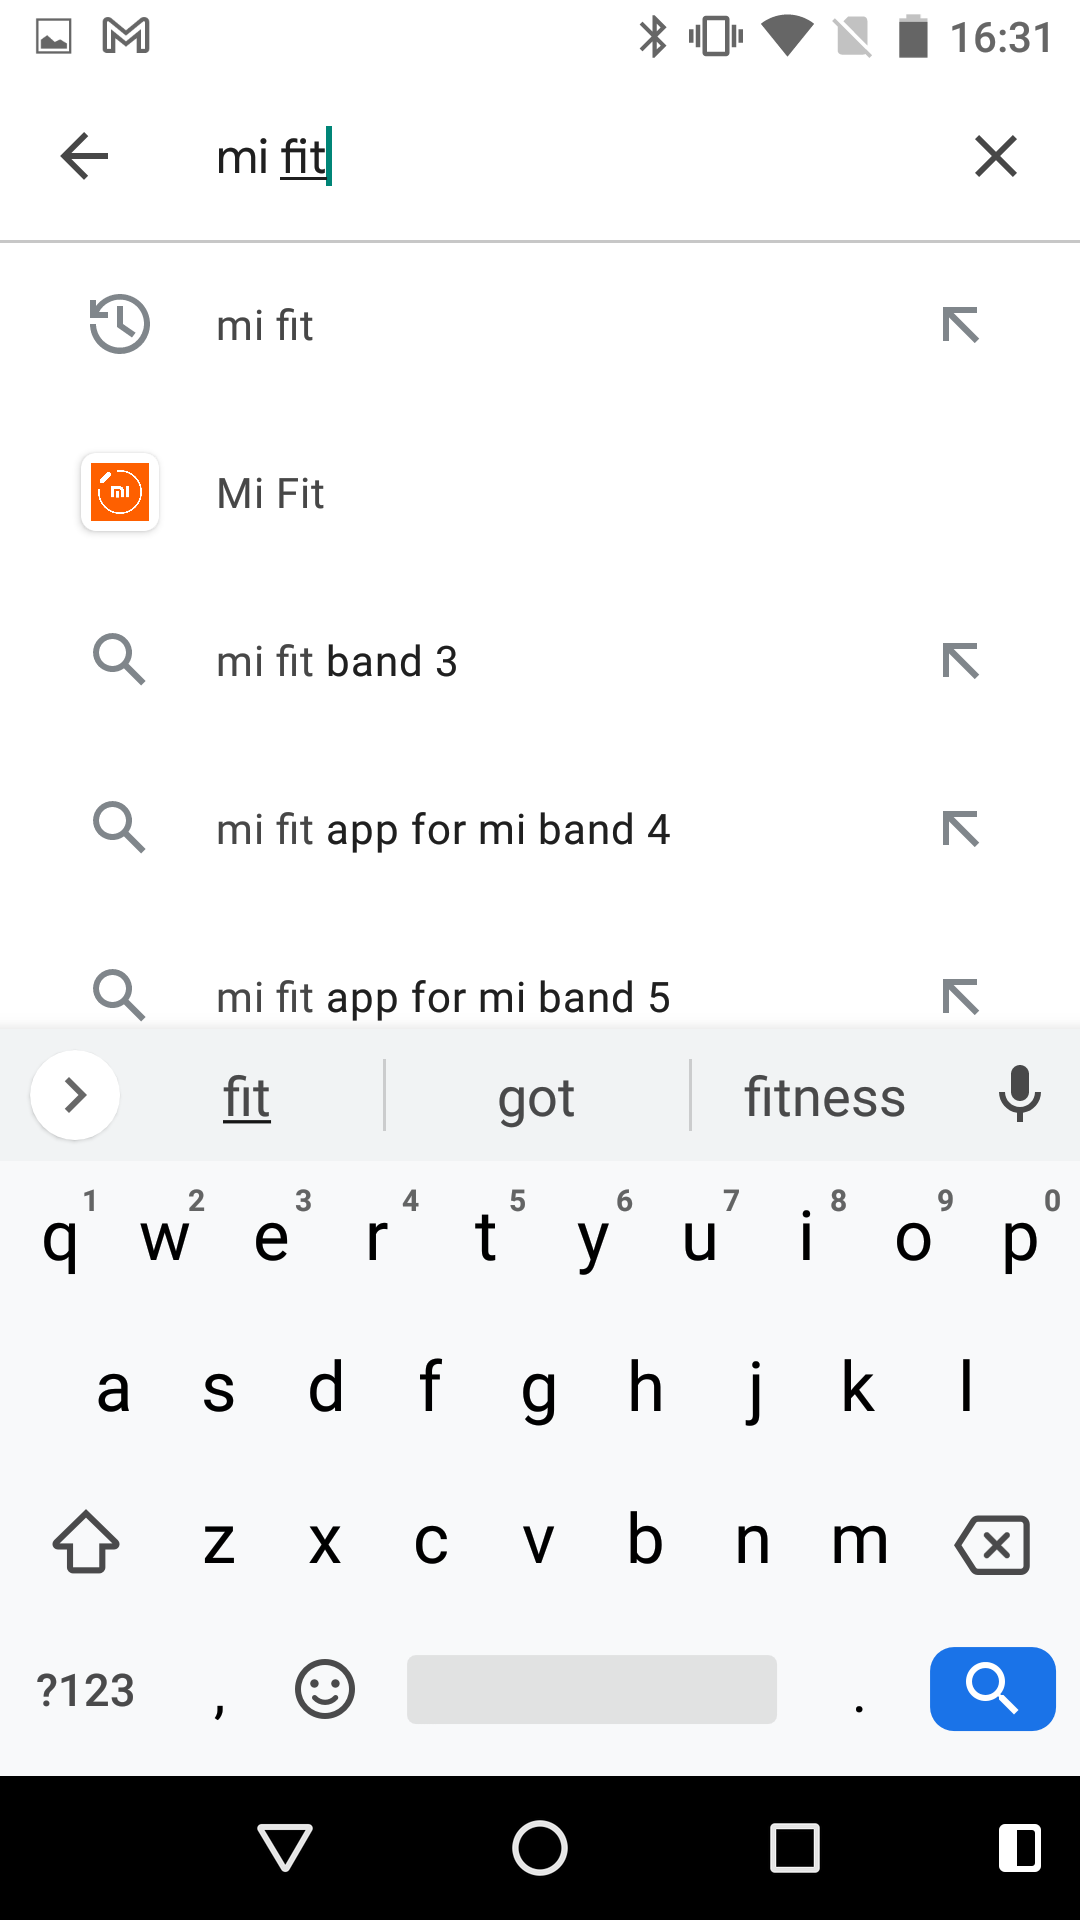 16:31
mi fit
mi fit
mi
Mi Fit
mi fit band 3
mi fit app for mi band 4
mi fit app for mi band 5
fit got fitness
1 2 3 4 5 6 7 8 9 0
q w e r t y u i o p
a s d f g h j k l
z x c v b n m
?123 , .